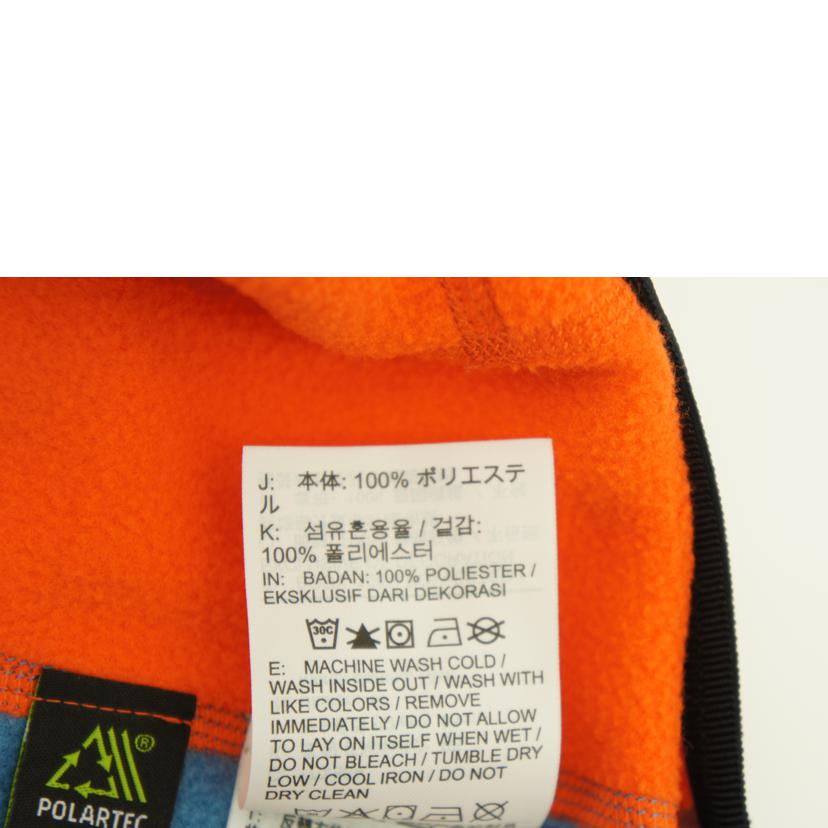 J: 本体: 100% ポリエステ
ル
K: 섬유혼용율 / 겉감:
100% 폴리에스터
IN: BADAN: 100% POLIESTER /
EKSKLUSIF DARI DEKORASI
30C
E: MACHINE WASH COLD /
WASH INSIDE OUT / WASH WITH
LIKE COLORS / REMOVE
IMMEDIATELY / DO NOT ALLOW
TO LAY ON ITSELF WHEN WET /
DO NOT BLEACH / TUMBLE DRY
LOW / COOL IRON / DO NOT
DRY CLEAN
®
POLARTEC